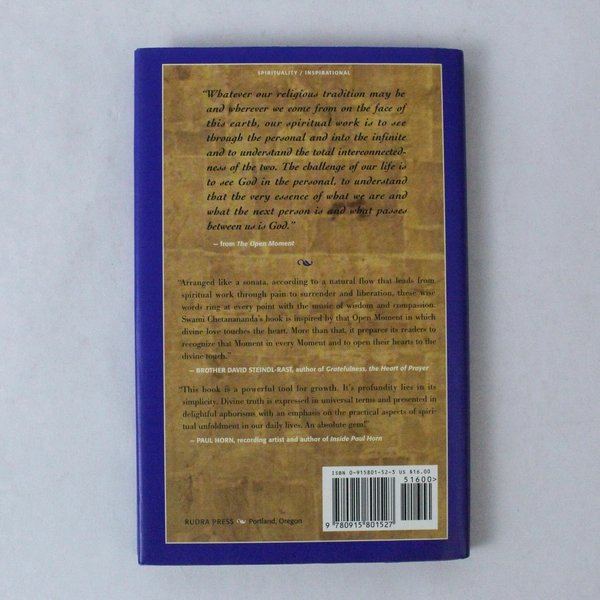 SPIRITUALITY / INSPIRATIONAL
"Whatever our religious tradition may be
and wherever we come from on the face of
this earth, our spiritual work is to see
through the personal and into the infinite
and to understand the total interconnected-
ness of the two. The challenge of our life is
to see God in the personal, to understand
that the very essence of what we are and
what the next person is and what passes
between us is God."
– from The Open Moment
"Arranged like a sonata, according to a natural flow that leads from
spiritual work through pain to surrender and liberation, these wise
words ring at every point with the music of wisdom and compassion.
Swami Chetanananda's book is inspired by that Open Moment in which
divine love touches the heart. More than that, it prepares its readers to
recognize that Moment in every Moment and to open their hearts to the
divine touch."
– BROTHER DAVID STEINDL-RAST, author of Gratefulness, the Heart of Prayer
"This book is a powerful tool for growth. It's profundity lies in its
simplicity. Divine truth is expressed in universal terms and presented in
delightful aphorisms with an emphasis on the practical aspects of spiri-
tual unfoldment in our daily lives. An absolute gem!"
– PAUL HORN, recording artist and author of Inside Paul Horn
ISBN 0-915801-52-3 US $16.00
51600>
9 780915 801527
RUDRA PRESS Portland, Oregon